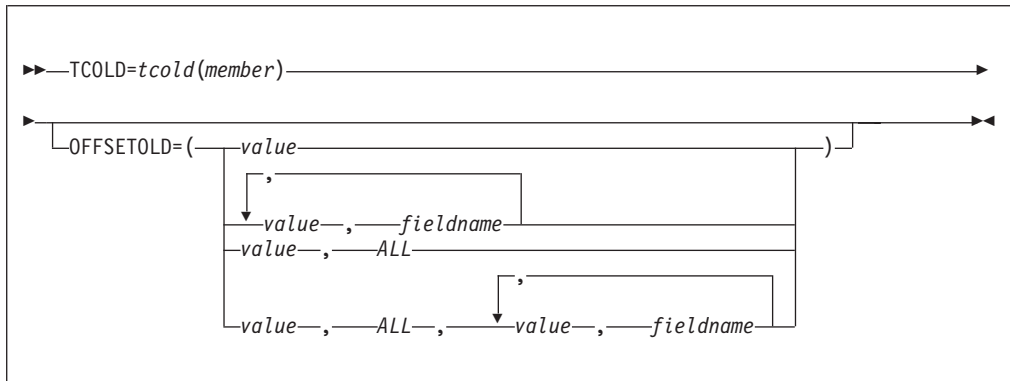 TCOLD=tcold(member)
OFFSETOLD=( value )
,
value , fieldname
value , ALL
,
value , ALL , value , fieldname